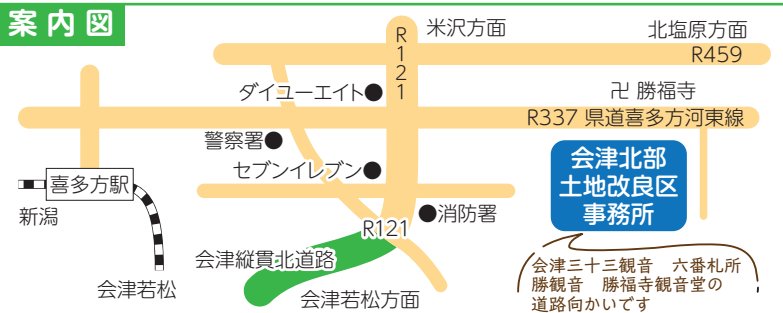 案内図
R121
米沢方面
北塩原方面
R459
ダイユーエイト
卍 勝福寺
R337 県道喜多方河東線
警察署
セブンイレブン
会津北部
土地改良区
事務所
喜多方駅
新潟
消防署
R121
会津縦貫北道路
会津若松
会津若松方面
会津三十三観音 六番札所
勝観音 勝福寺観音堂の
道路向かいです